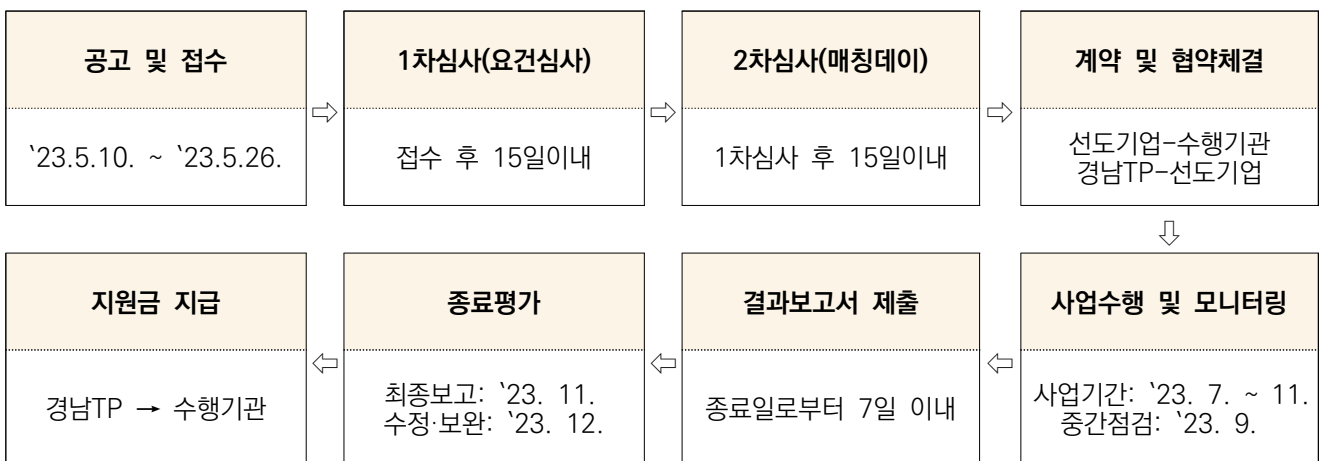 공고 및 접수
`23.5.10. ~ `23.5.26.
⇨
1차심사(요건심사)
접수 후 15일이내
⇨
2차심사(매칭데이)
1차심사 후 15일이내
⇨
계약 및 협약체결
선도기업-수행기관
경남TP-선도기업
⇩
사업수행 및 모니터링
사업기간: `23. 7. ~ 11.
중간점검: `23. 9.
⇦
결과보고서 제출
종료일로부터 7일 이내
⇦
종료평가
최종보고: `23. 11.
수정·보완: `23. 12.
⇦
지원금 지급
경남TP → 수행기관